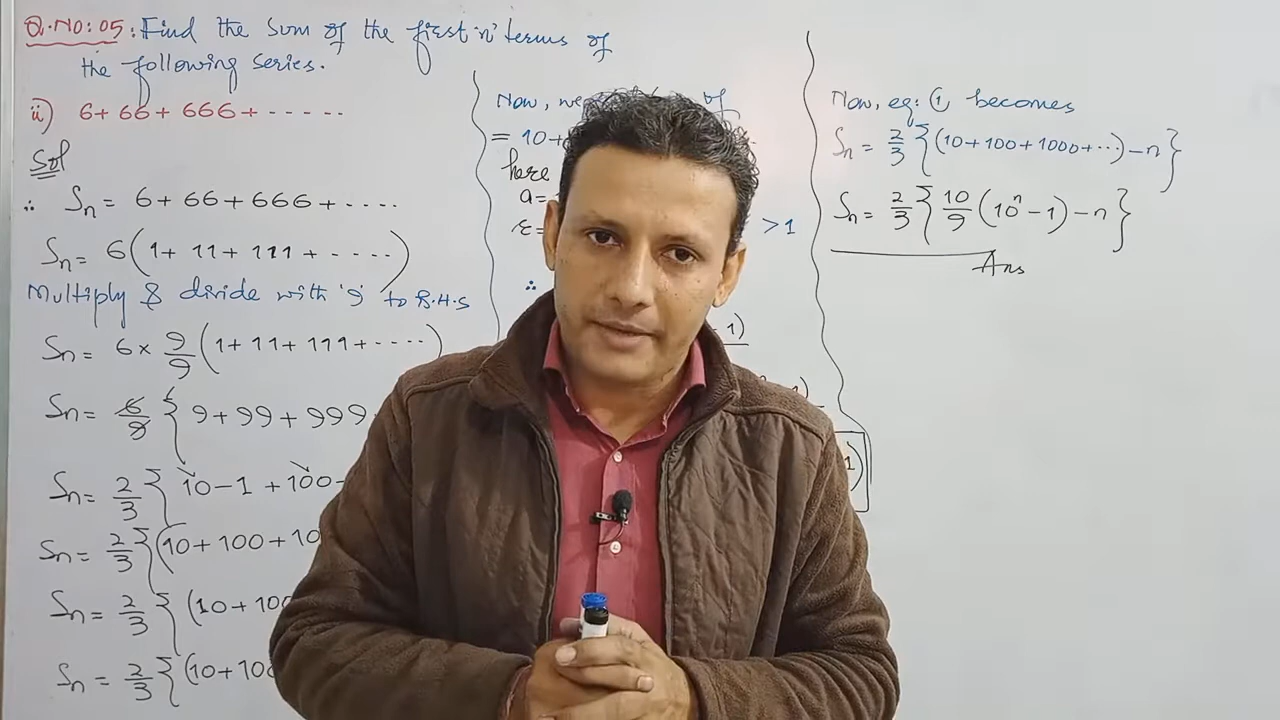 Q.No:05: Find the sum of the first 'n' terms of
the following series.
ii) 6+ 66+ 666+ - - - - -
Sol
∴ Sn = 6+66+666+ - - - -
Sn = 6(1+ 11+ 111+ - - - -)
Multiply & divide with '9' to R.H.S
Sn = 6× 9/9 (1+11+111+ - - - -)
Sn = 6/9 { 9+99+999
Sn = 2/3 { 10-1 +100-
Sn = 2/3 { (10+100+10
Sn = 2/3 { (10+100
Sn = 2/3 { (10+10
Now, we of
= 10+
here
a=
r= >1
∴
-1)
1)
Now, eq: (1) becomes
Sn = 2/3 { (10+100+1000+...) -n }
Sn = 2/3 { 10/9 (10ⁿ -1) -n }
Ans